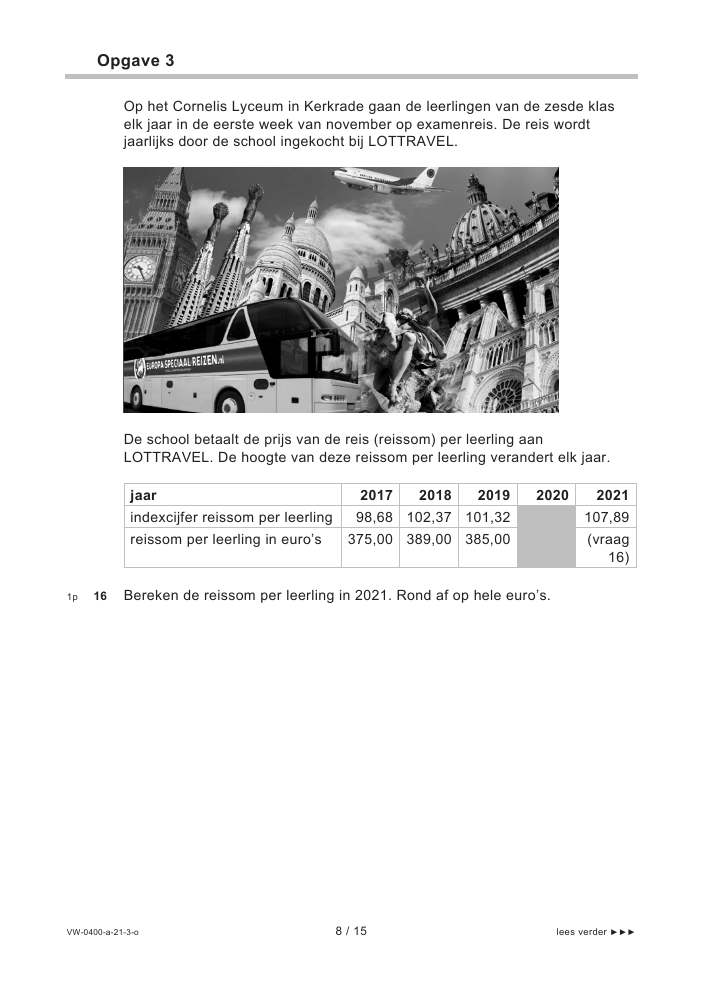 Opgave 3
Op het Cornelis Lyceum in Kerkrade gaan de leerlingen van de zesde klas
elk jaar in de eerste week van november op examenreis. De reis wordt
jaarlijks door de school ingekocht bij LOTTRAVEL.
EUROPA SPECIAAL REIZEN.nl
De school betaalt de prijs van de reis (reissom) per leerling aan
LOTTRAVEL. De hoogte van deze reissom per leerling verandert elk jaar.
jaar 2017 2018 2019 2020 2021
indexcijfer reissom per leerling 98,68 102,37 101,32 107,89
reissom per leerling in euro’s 375,00 389,00 385,00 (vraag
16)
1p 16 Bereken de reissom per leerling in 2021. Rond af op hele euro’s.
VW-0400-a-21-3-o 8 / 15 lees verder ►►►